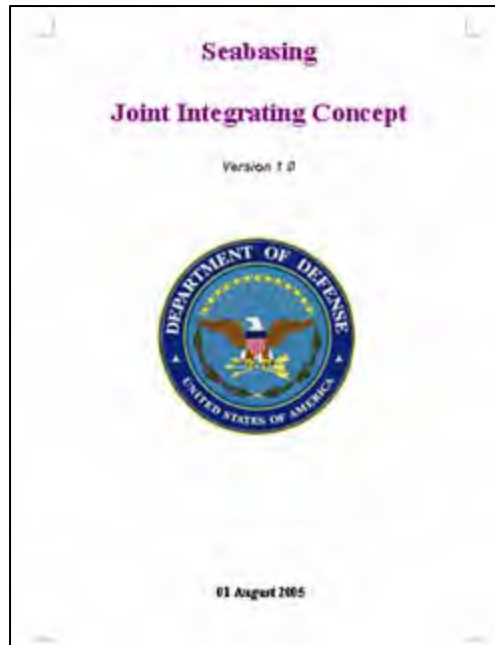 Seabasing
Joint Integrating Concept
Version 1.0
DEPARTMENT OF DEFENSE
UNITED STATES OF AMERICA
01 August 2005